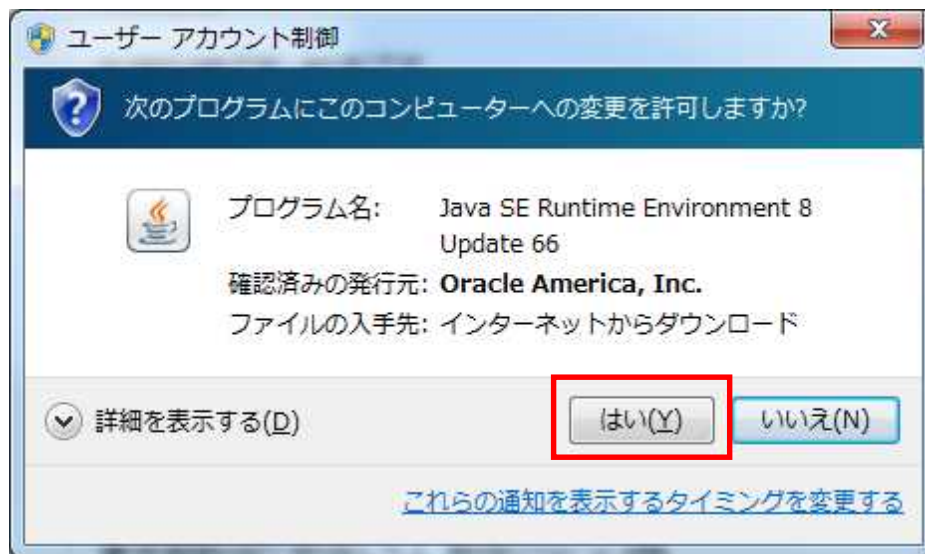 ユーザー アカウント制御
次のプログラムにこのコンピューターへの変更を許可しますか?
プログラム名: Java SE Runtime Environment 8
Update 66
確認済みの発行元: Oracle America, Inc.
ファイルの入手先: インターネットからダウンロード
詳細を表示する(D) はい(Y) いいえ(N)
これらの通知を表示するタイミングを変更する